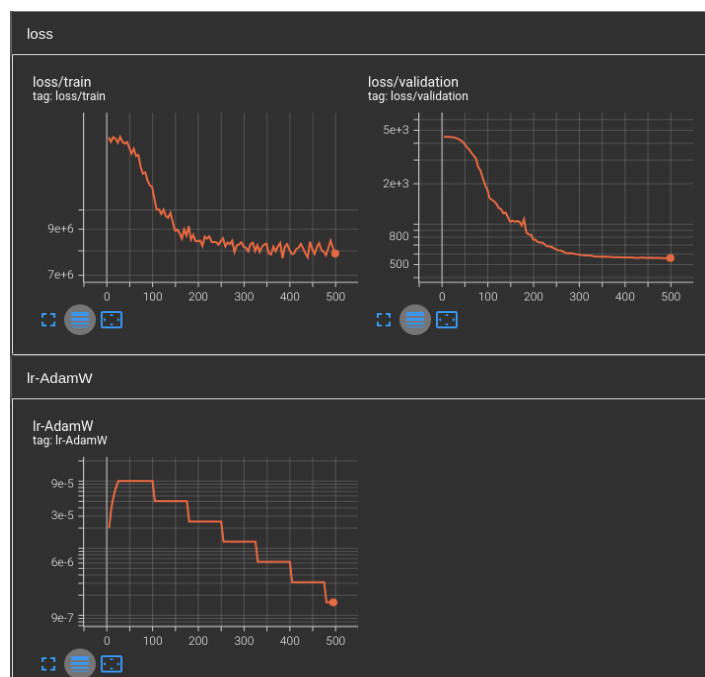 loss
loss/train
tag: loss/train
9e+6
7e+6
0 100 200 300 400 500
loss/validation
tag: loss/validation
5e+3
2e+3
800
500
0 100 200 300 400 500
lr-AdamW
lr-AdamW
tag: lr-AdamW
9e-5
3e-5
6e-6
9e-7
0 100 200 300 400 500